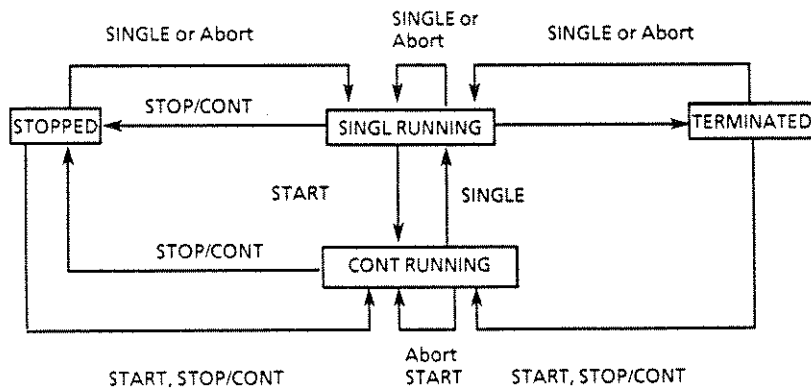 SINGLE or Abort
SINGLE or
Abort
SINGLE or Abort
STOP/CONT
STOPPED
SINGL RUNNING
TERMINATED
START
SINGLE
STOP/CONT
CONT RUNNING
Abort
START
START, STOP/CONT
START, STOP/CONT